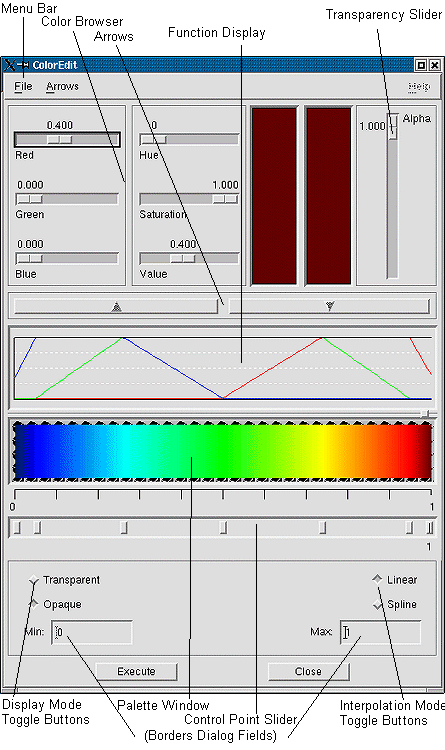 Menu Bar
Color Browser
Arrows
Function Display
Transparency Slider
ColorEdit
File Arrows Help
0.400
Red
0
Hue
1.000
Alpha
0.000
Green
1.000
Saturation
0.000
Blue
0.400
Value
0 1
1
Transparent
Opaque
Linear
Spline
Min: 0
Max: 1
Execute Close
Display Mode
Toggle Buttons
Palette Window
Control Point Slider
(Borders Dialog Fields)
Interpolation Mode
Toggle Buttons